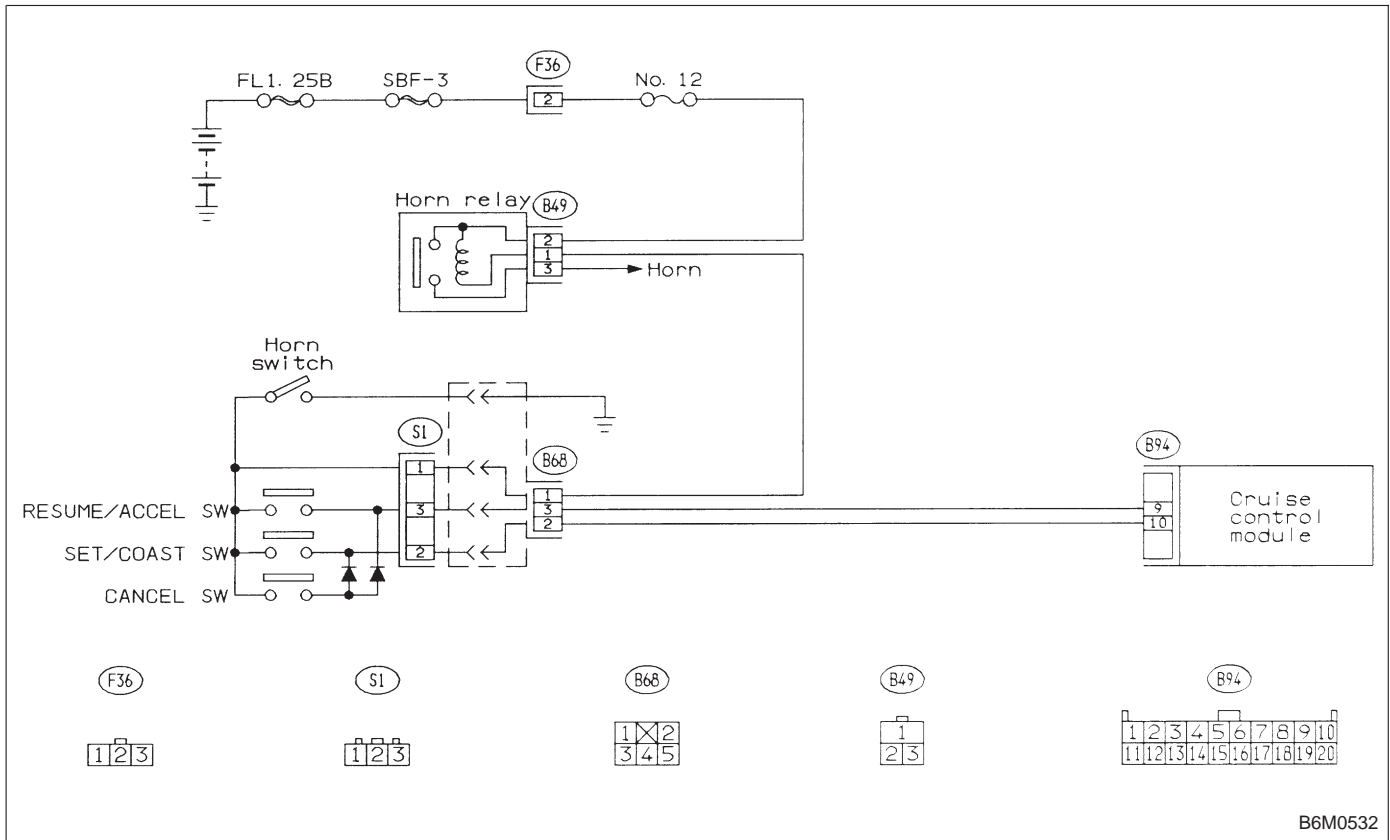 FL1. 25B SBF-3 F36 No. 12
2
Horn relay B49
2
1
3 Horn
Horn
switch
S1
B68
B94
1
1
RESUME/ACCEL SW 3 3 9 Cruise
2 10 control
module
SET/COAST SW 2
CANCEL SW
F36 S1 B68 B49 B94
1 2 3
1 2 3
1 2
3 4 5
1
2 3
1 2 3 4 5 6 7 8 9 10
11 12 13 14 15 16 17 18 19 20
B6M0532